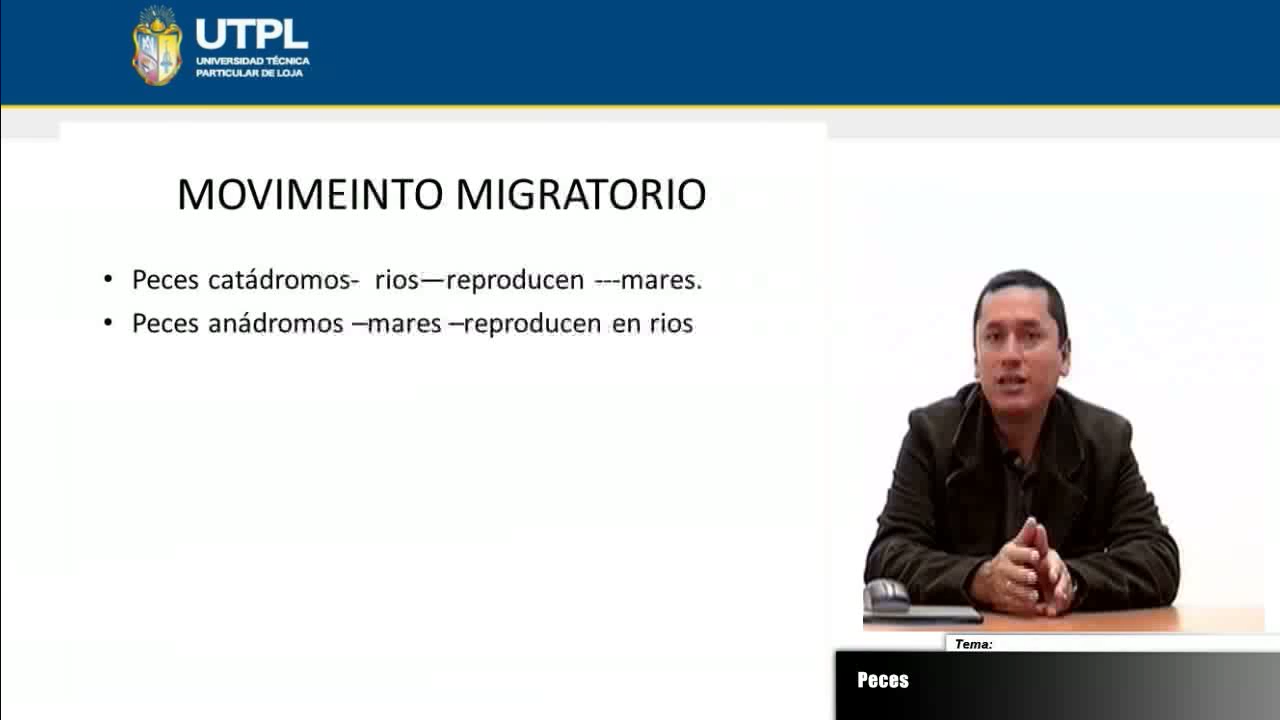 UTPL
UNIVERSIDAD TÉCNICA
PARTICULAR DE LOJA
MOVIMEINTO MIGRATORIO
• Peces catádromos- rios—reproducen ---mares.
• Peces anádromos –mares –reproducen en rios
Tema:
Peces